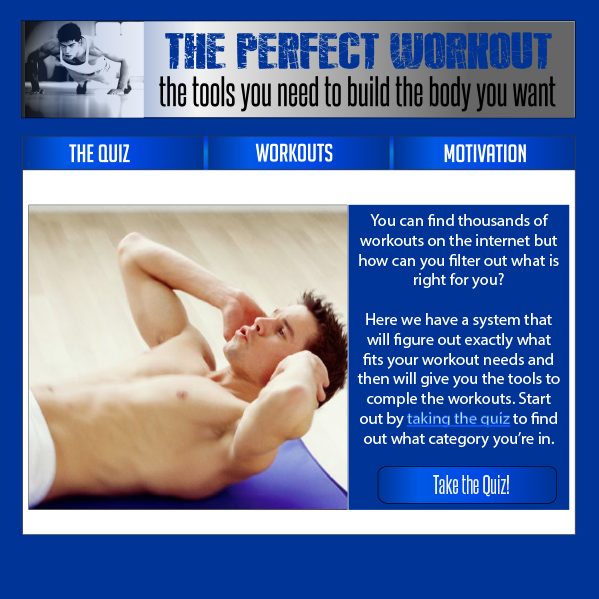 THE PERFECT WORKOUT
the tools you need to build the body you want
THE QUIZ
WORKOUTS
MOTIVATION
You can find thousands of
workouts on the internet but
how can you filter out what is
right for you?
Here we have a system that
will figure out exactly what
fits your workout needs and
then will give you the tools to
comple the workouts. Start
out by taking the quiz to find
out what category you're in.
Take the Quiz!